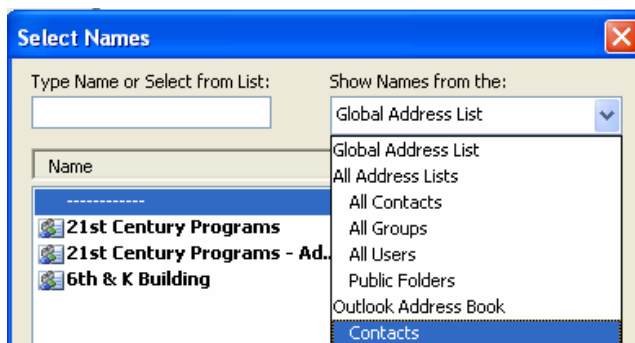 Select Names
Type Name or Select from List:
Show Names from the:
Global Address List
Name
------------
21st Century Programs
21st Century Programs - Ad..
6th & K Building
Global Address List
All Address Lists
All Contacts
All Groups
All Users
Public Folders
Outlook Address Book
Contacts